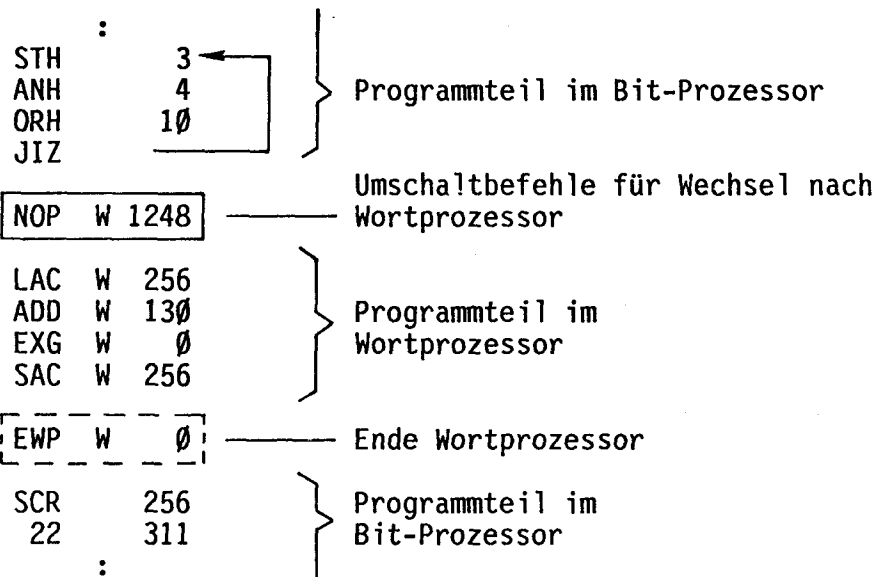 :
STH 3
ANH 4
ORH 1Ø
JIZ
Programmteil im Bit-Prozessor
NOP W 1248
Umschaltbefehle für Wechsel nach
Wortprozessor
LAC W 256
ADD W 13Ø
EXG W Ø
SAC W 256
Programmteil im
Wortprozessor
EWP W Ø
Ende Wortprozessor
SCR 256
22 311
:
Programmteil im
Bit-Prozessor